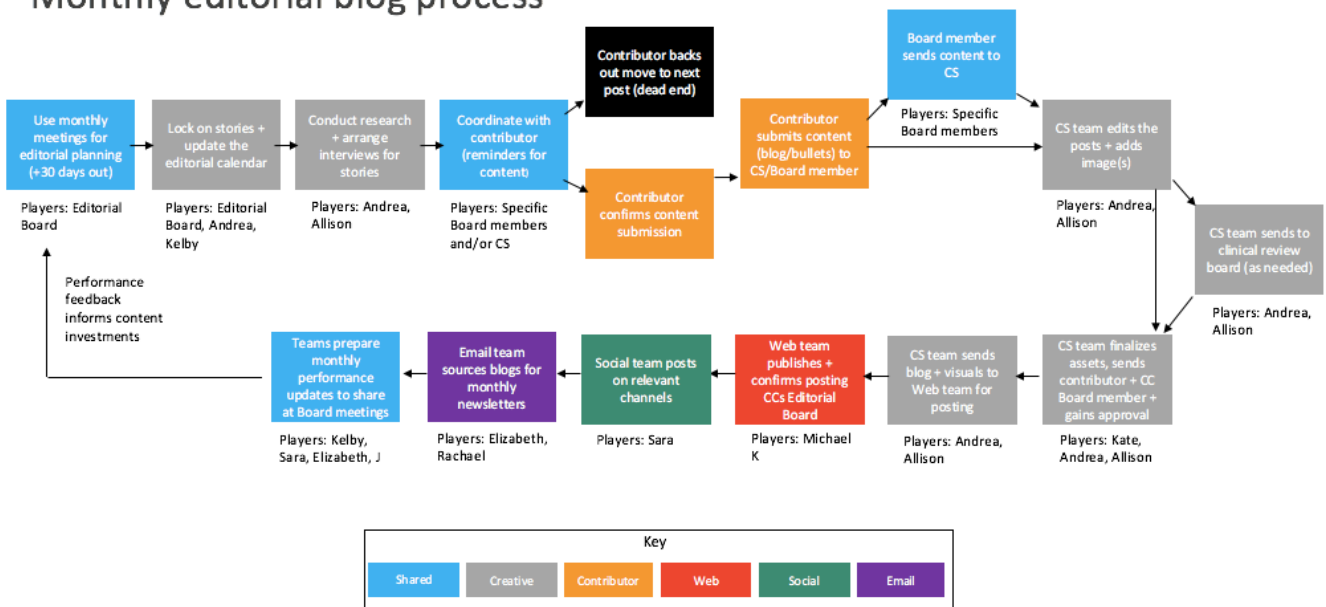 Monthly editorial blog process
Use monthly
meetings for
editorial planning
(+30 days out)
Players: Editorial
Board
Lock on stories +
update the
editorial calendar
Players: Editorial
Board, Andrea,
Kelby
Conduct research
+ arrange
interviews for
stories
Players: Andrea,
Allison
Coordinate with
contributor
(reminders for
content)
Players: Specific
Board members
and/or CS
Contributor backs
out move to next
post (dead end)
Contributor
confirms content
submission
Contributor
submits content
(blog/bullets) to
CS/Board member
Board member
sends content to
CS
Players: Specific
Board members
CS team edits the
posts + adds
image(s)
Players: Andrea,
Allison
CS team sends to
clinical review
board (as needed)
Players: Andrea,
Allison
CS team finalizes
assets, sends
contributor + CC
Board member +
gains approval
Players: Kate,
Andrea, Allison
CS team sends
blog + visuals to
Web team for
posting
Players: Andrea,
Allison
Web team
publishes +
confirms posting
CCs Editorial
Board
Players: Michael
K
Social team posts
on relevant
channels
Players: Sara
Email team
sources blogs for
monthly
newsletters
Players: Elizabeth,
Rachael
Teams prepare
monthly
performance
updates to share
at Board meetings
Players: Kelby,
Sara, Elizabeth, J
Performance
feedback
informs content
investments
Key
Shared
Creative
Contributor
Web
Social
Email